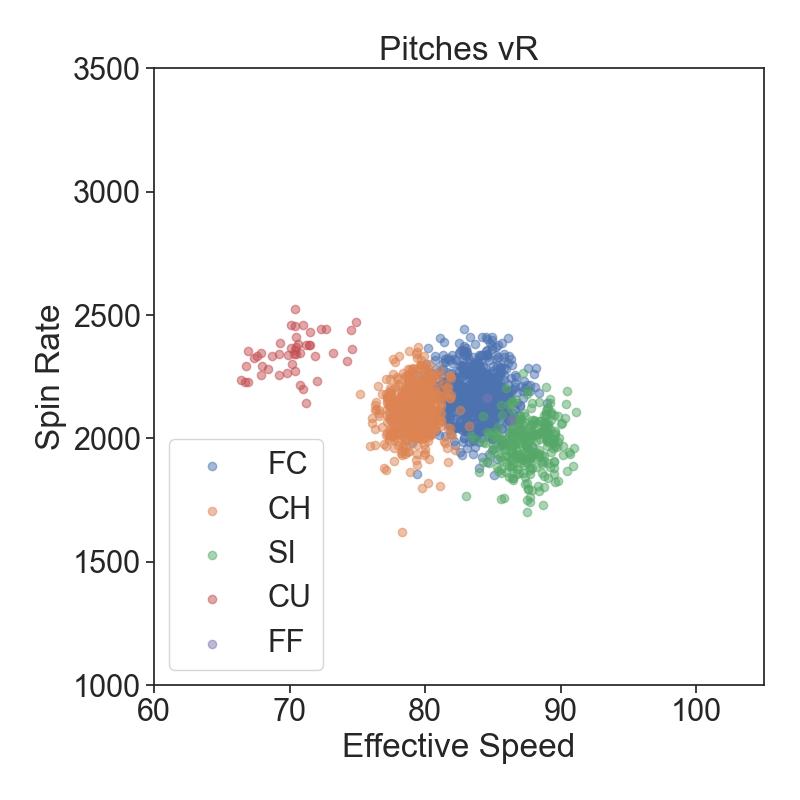 Pitches vR
3500
3000
2500
2000
1500
1000
Spin Rate
FC
CH
SI
CU
FF
60 70 80 90 100
Effective Speed